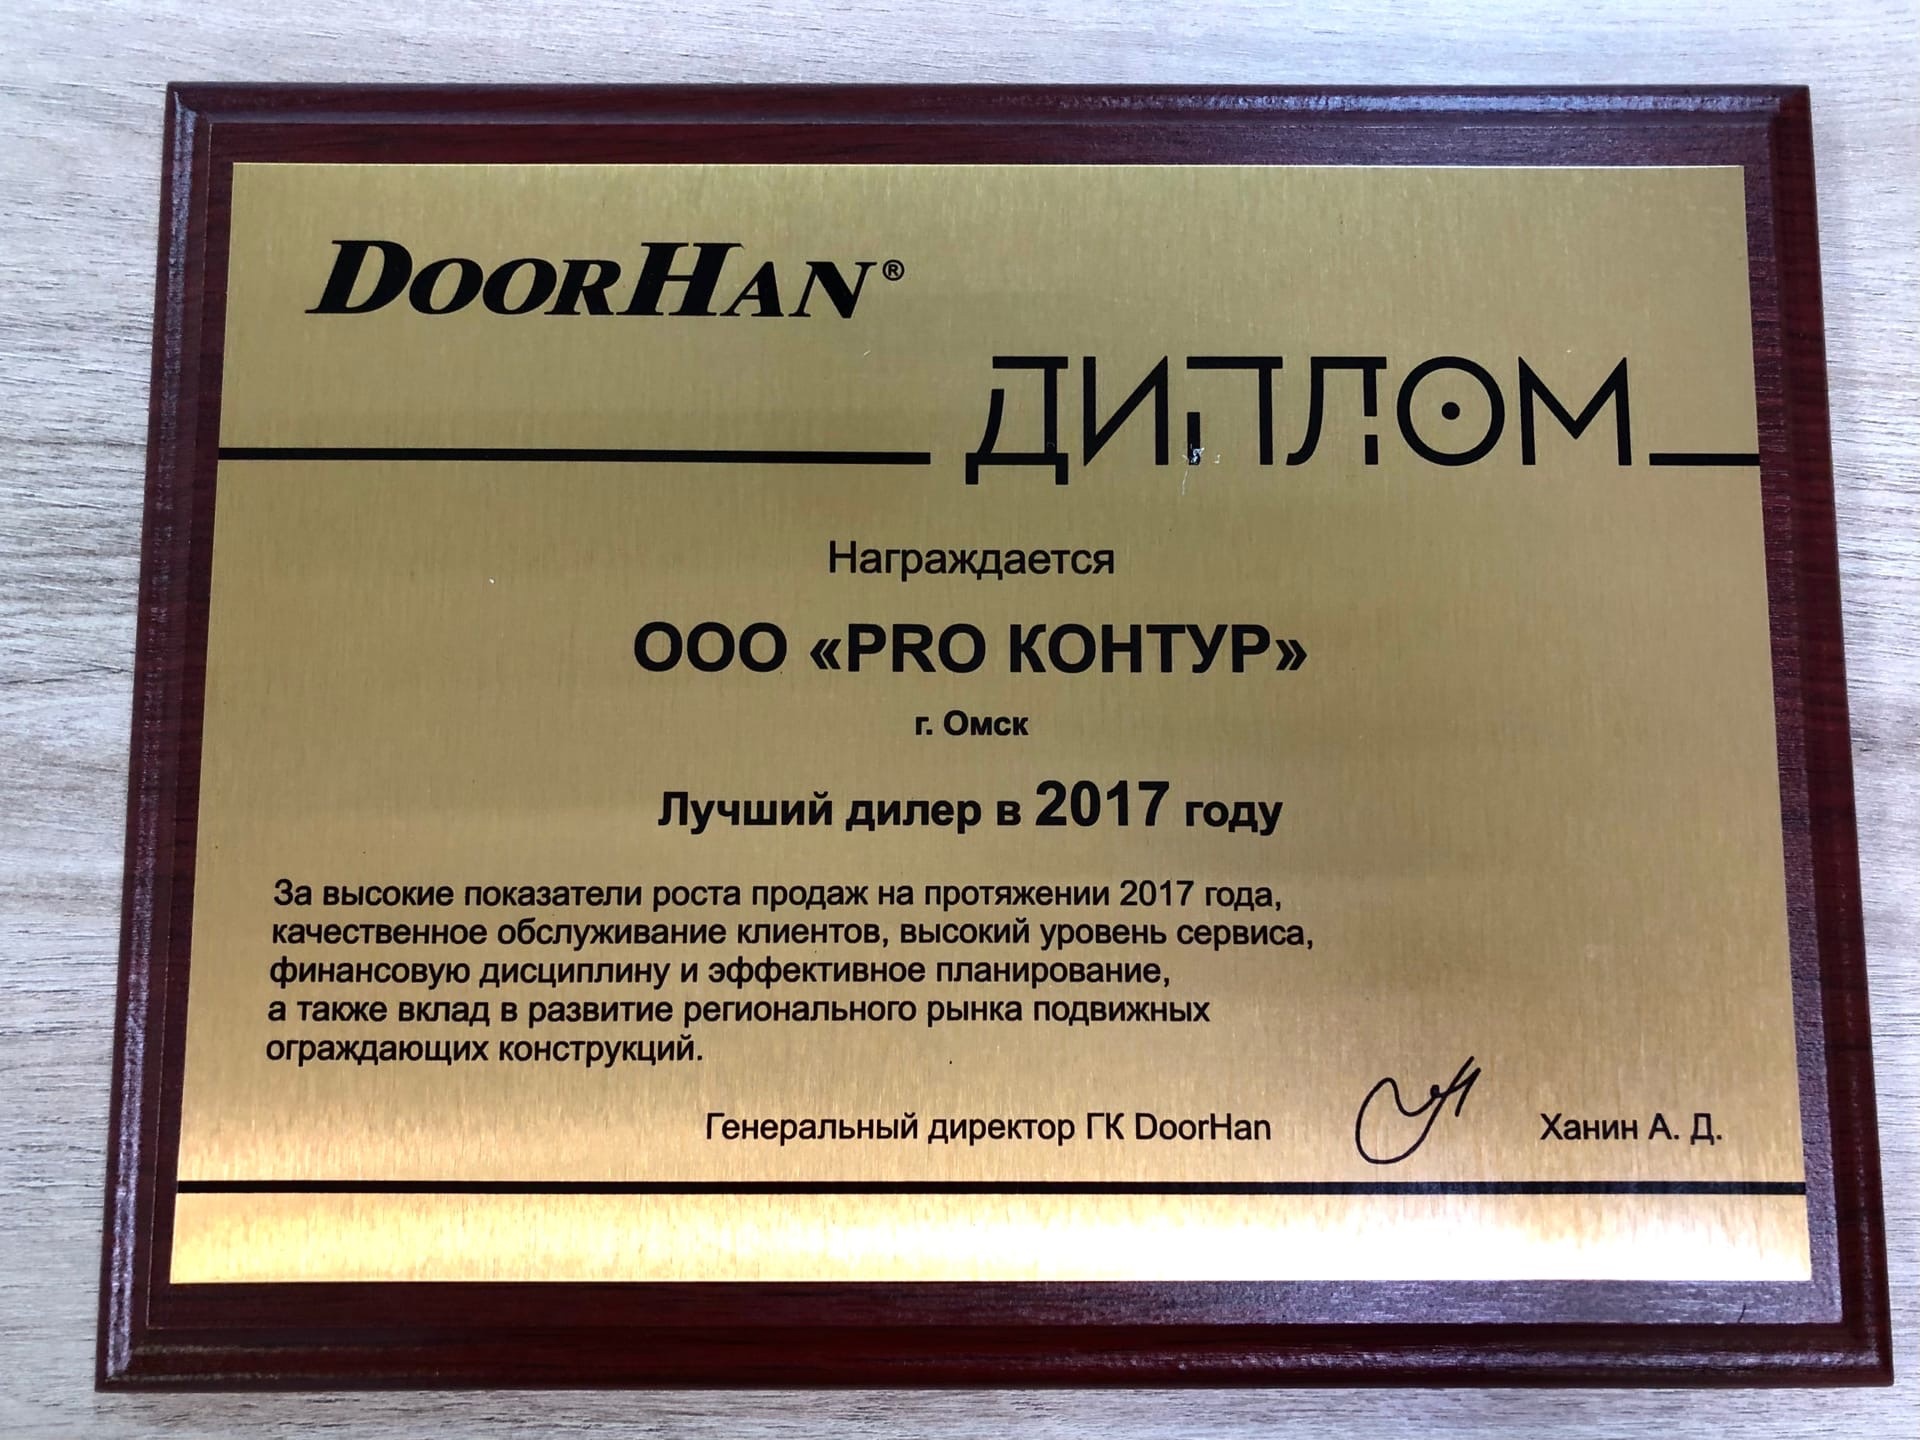 DOORHAN®
ДИПЛОМ
Награждается
ООО «PRO КОНТУР»
г. Омск
Лучший дилер в 2017 году
За высокие показатели роста продаж на протяжении 2017 года,
качественное обслуживание клиентов, высокий уровень сервиса,
финансовую дисциплину и эффективное планирование,
а также вклад в развитие регионального рынка подвижных
ограждающих конструкций.
Генеральный директор ГК DoorHan Ханин А. Д.